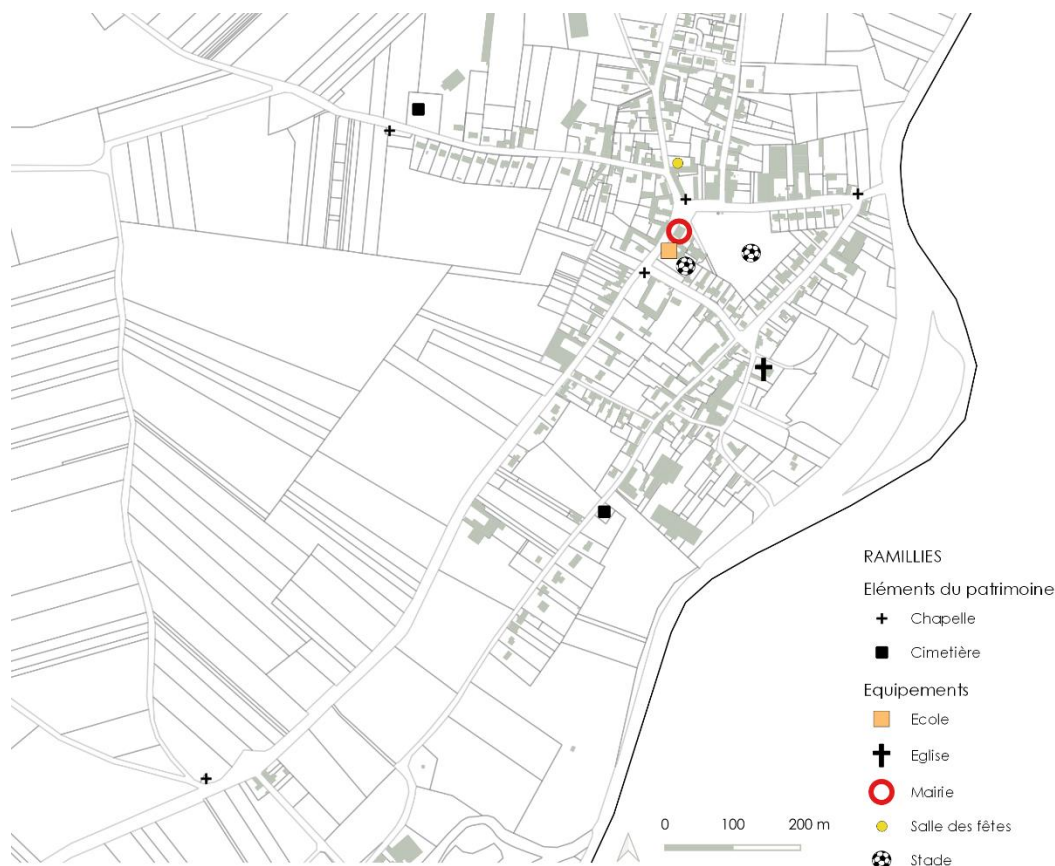 RAMILLIES
Eléments du patrimoine
Chapelle
Cimetière
Equipements
Ecole
Eglise
Mairie
Salle des fêtes
Stade
0 100 200 m